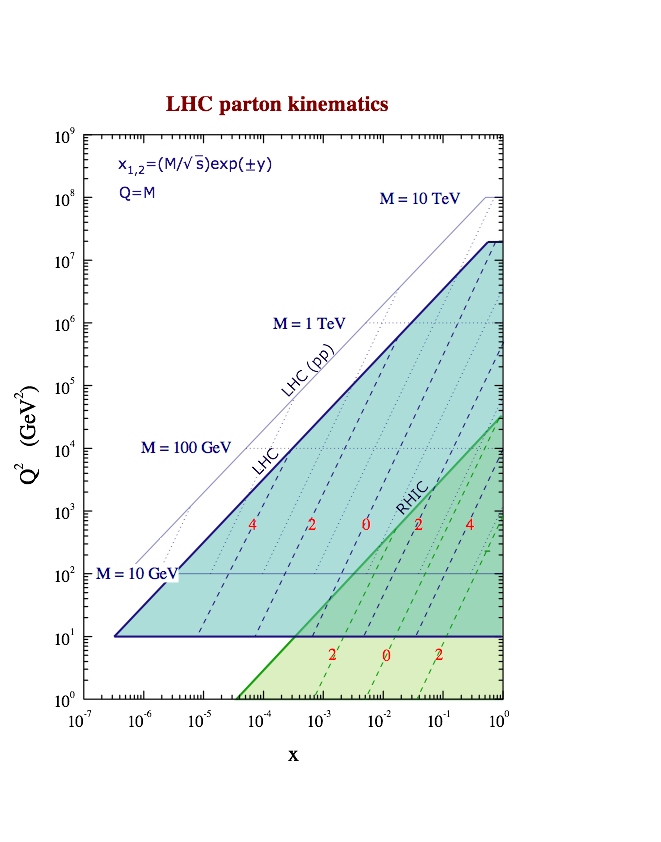 LHC parton kinematics
x₁,₂=(M/√s)exp(±y)
Q=M
M = 10 TeV
M = 1 TeV
LHC (pp)
M = 100 GeV
LHC
RHIC
4 2 0 2 4
M = 10 GeV
2 0 2
10⁹
10⁸
10⁷
10⁶
10⁵
10⁴
10³
10²
10¹
10⁰
Q² (GeV²)
10⁻⁷ 10⁻⁶ 10⁻⁵ 10⁻⁴ 10⁻³ 10⁻² 10⁻¹ 10⁰
x